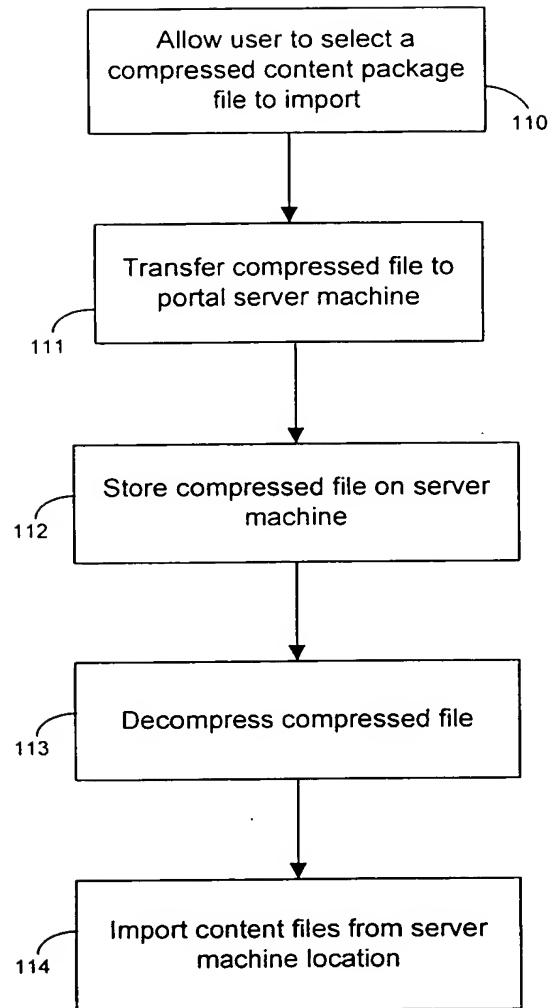 Allow user to select a
compressed content package
file to import
110
Transfer compressed file to
portal server machine
111
Store compressed file on server
machine
112
Decompress compressed file
113
Import content files from server
machine location
114